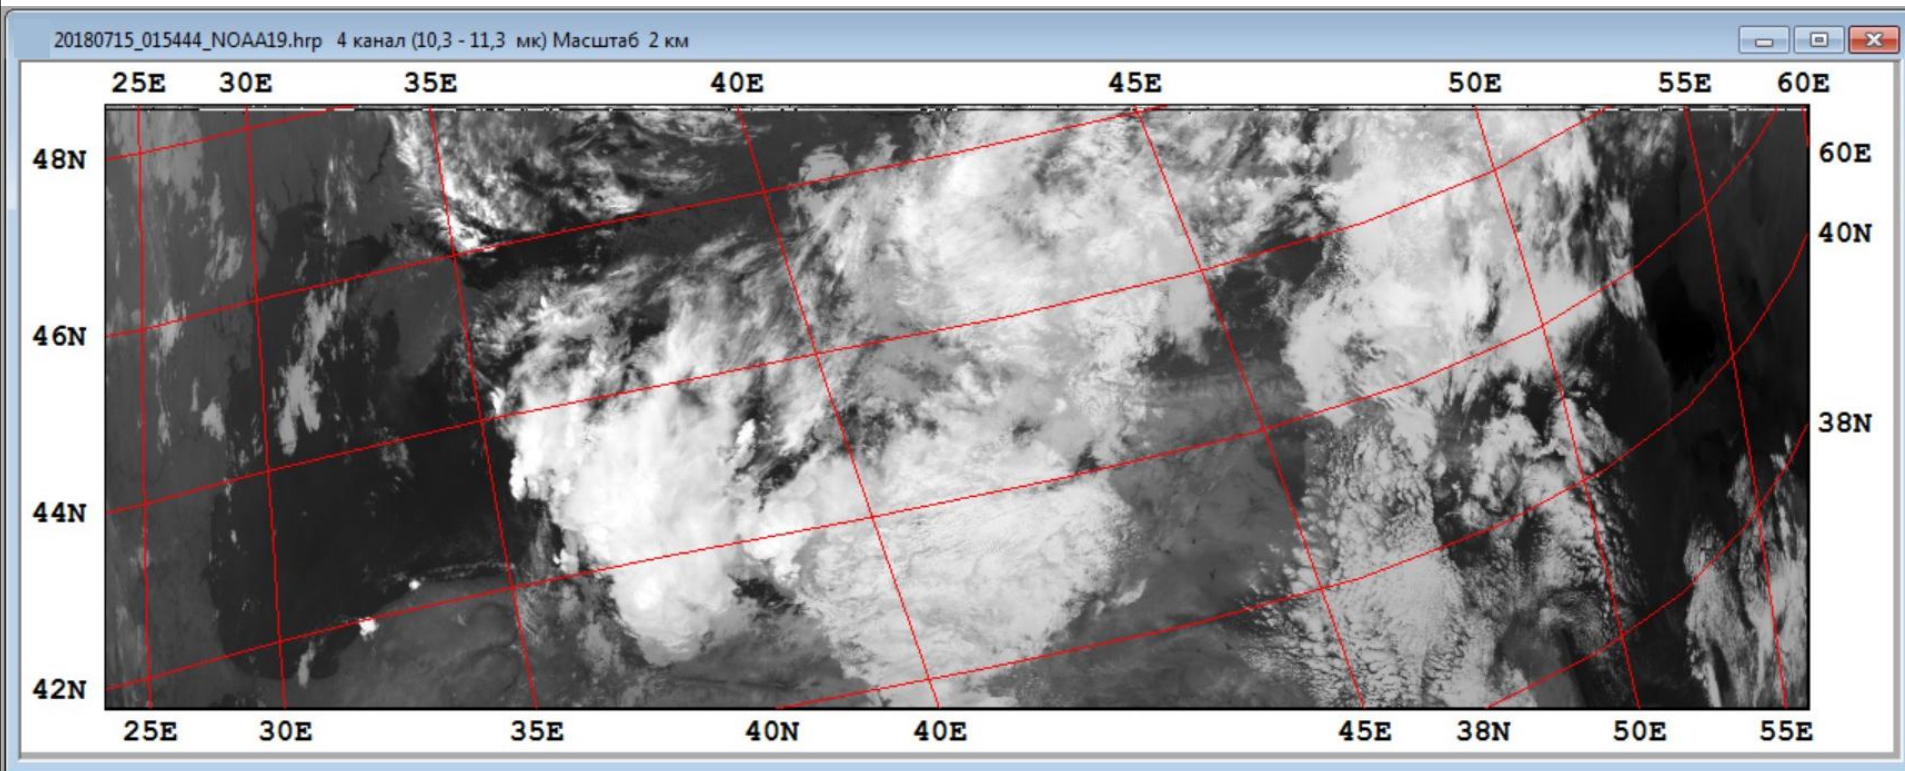 20180715_015444_NOAA19.hrp 4 канал (10,3 - 11,3 мк) Масштаб 2 км
25E 30E 35E 40E 45E 50E 55E 60E
48N 60E
40N
46N
38N
44N
42N
25E 30E 35E 40N 40E 45E 38N 50E 55E